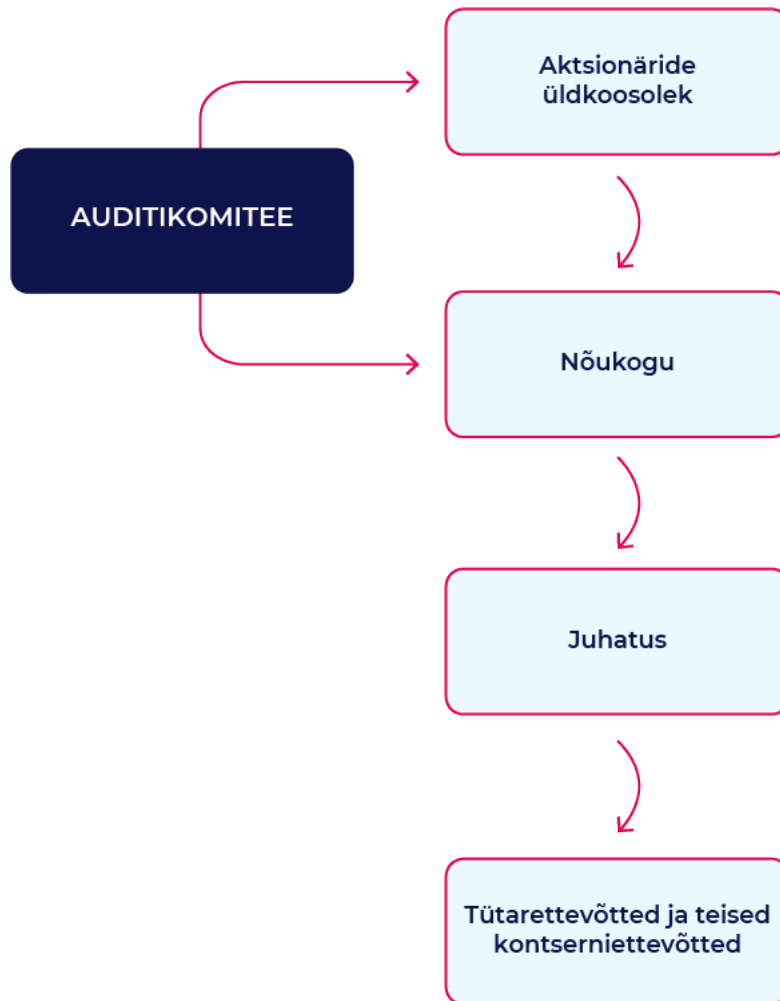 Aktsionäride
üldkoosolek
AUDITIKOMITEE
Nõukogu
Juhatus
Tütarettevõtted ja teised
kontserniettevõtted